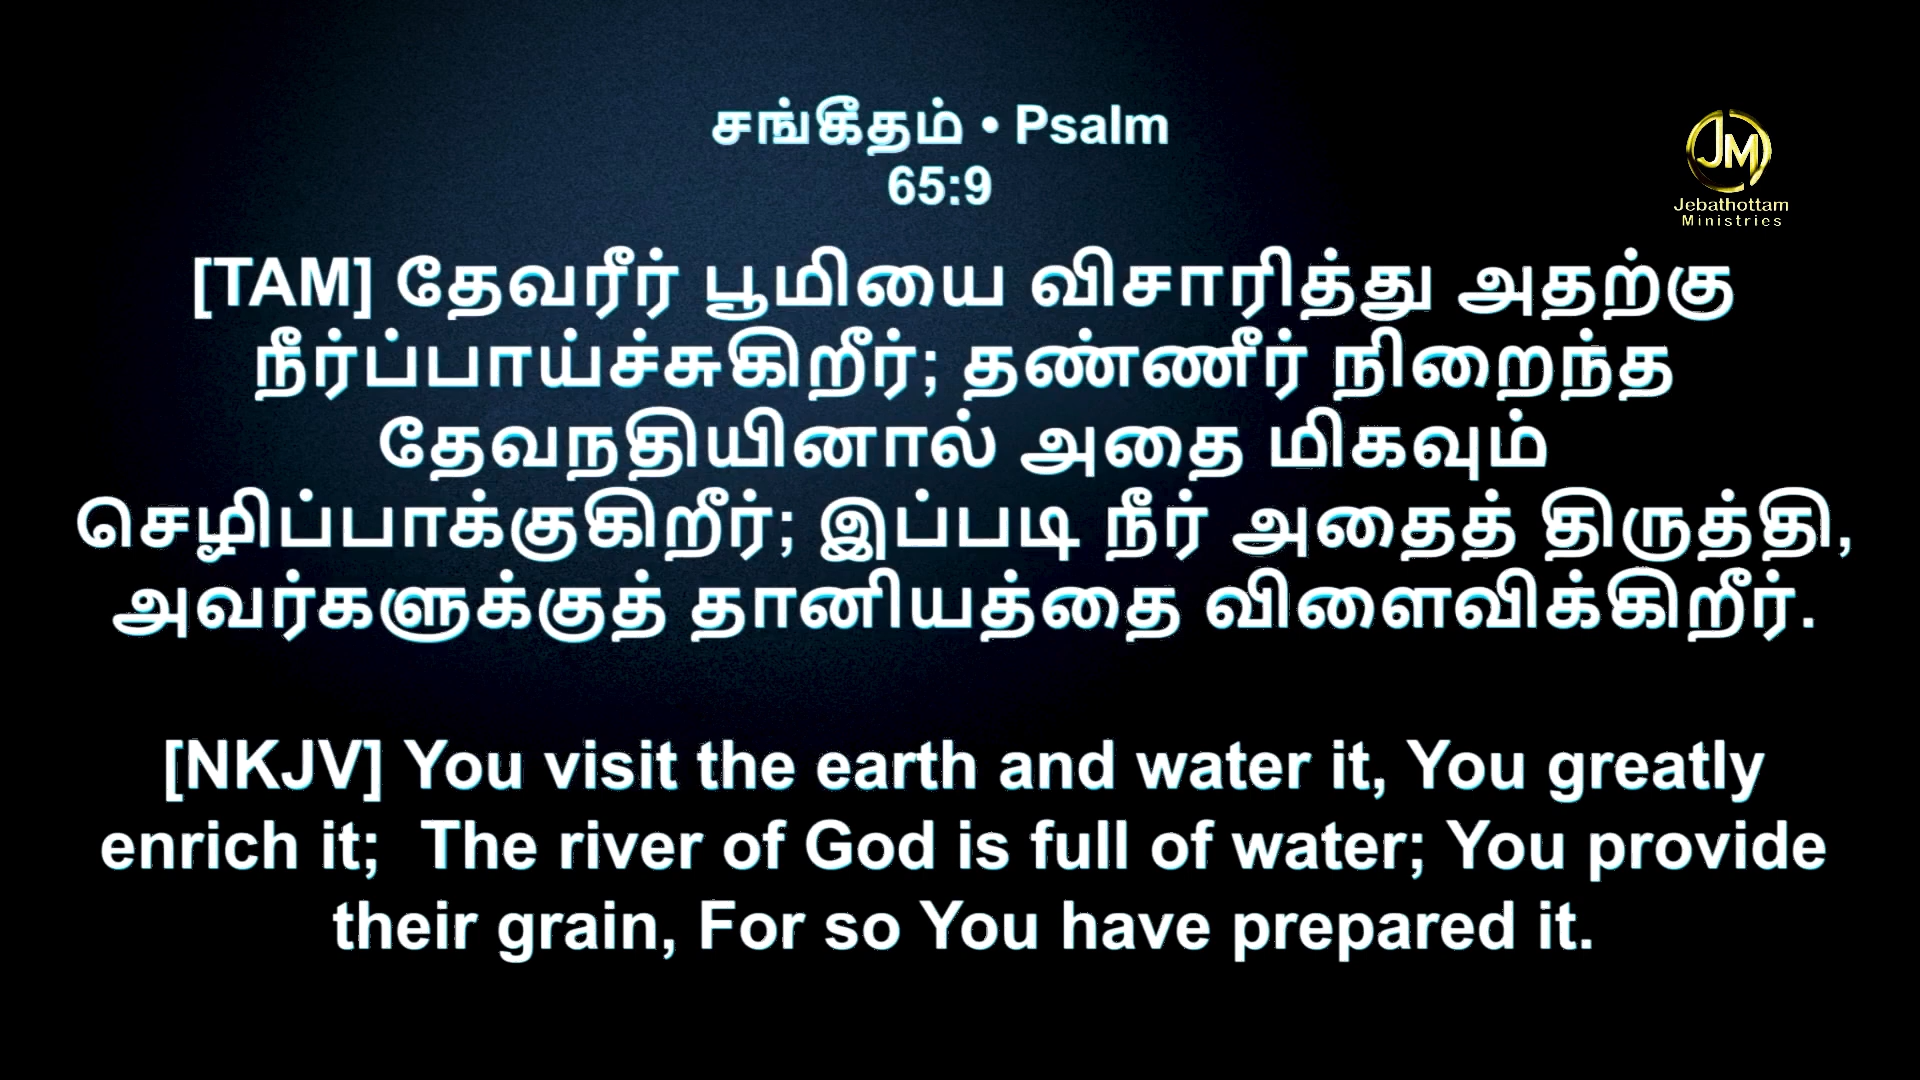 சங்கீதம் • Psalm
65:9
JM
Jebathottam
Ministries
[TAM] தேவரீர் பூமியை விசாரித்து அதற்கு
நீர்ப்பாய்ச்சுகிறீர்; தண்ணீர் நிறைந்த
தேவநதியினால் அதை மிகவும்
செழிப்பாக்குகிறீர்; இப்படி நீர் அதைத் திருத்தி,
அவர்களுக்குத் தானியத்தை விளைவிக்கிறீர்.
[NKJV] You visit the earth and water it, You greatly
enrich it;  The river of God is full of water; You provide
their grain, For so You have prepared it.